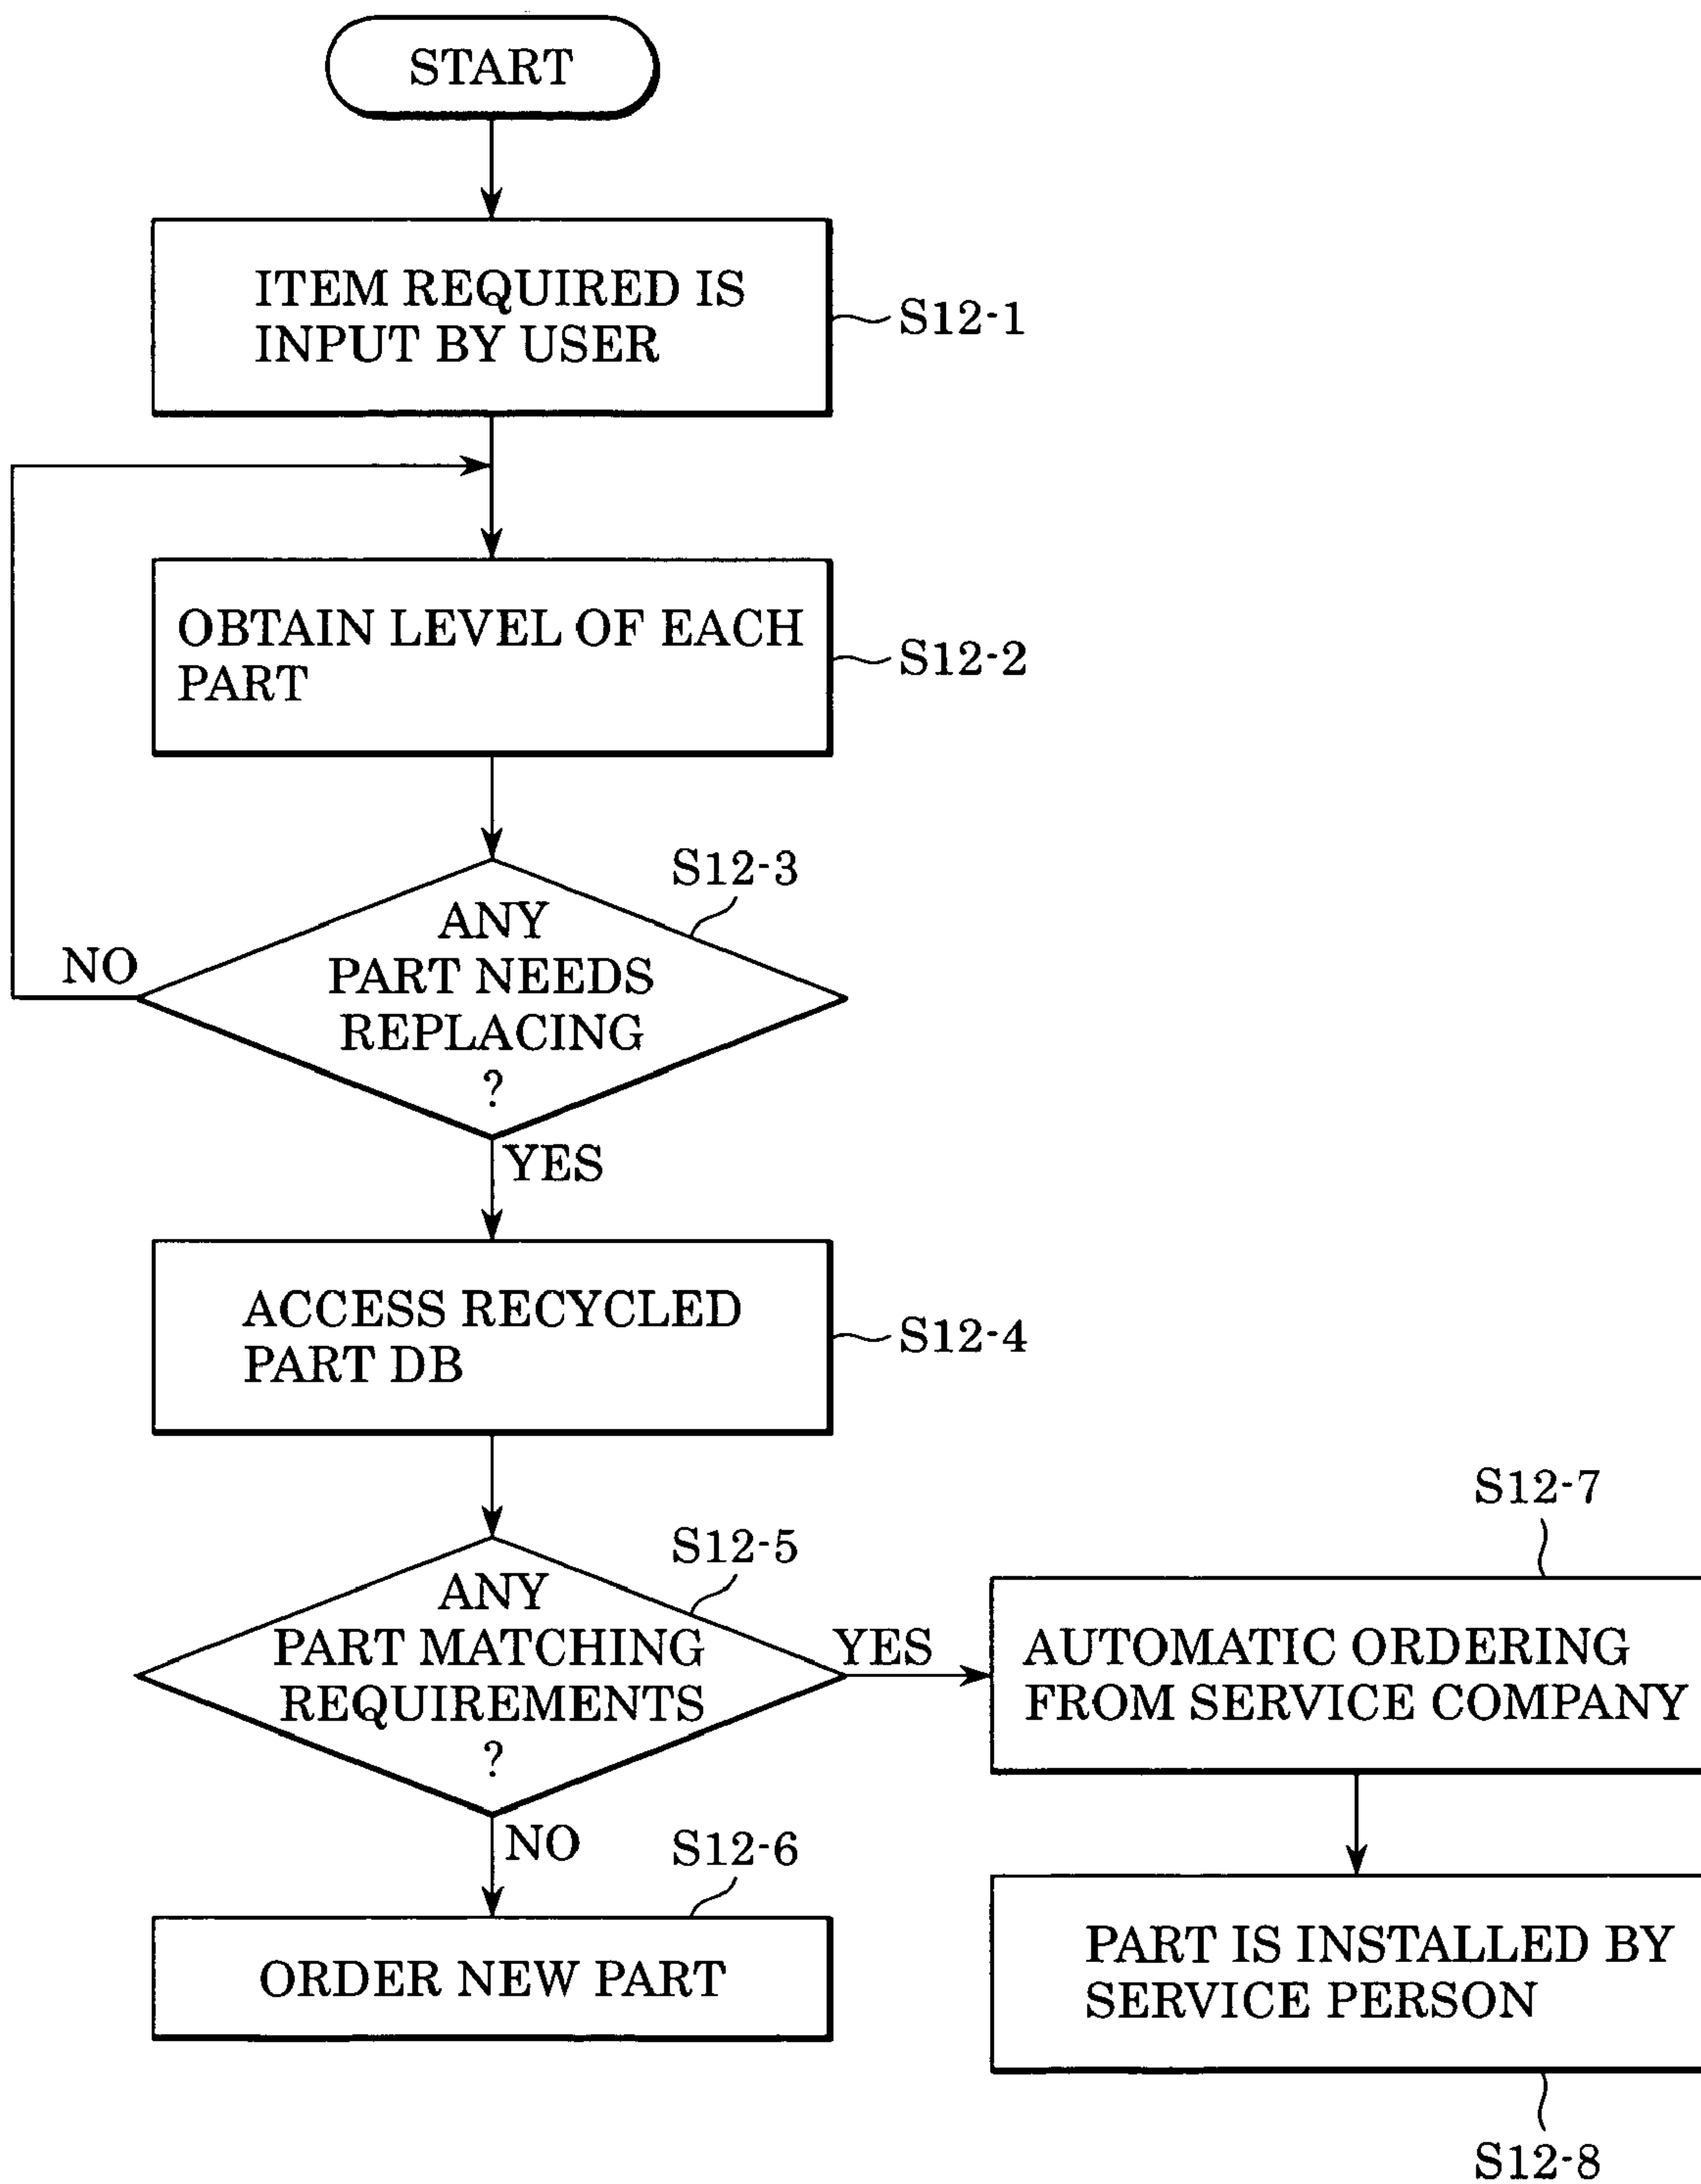 START
ITEM REQUIRED IS
INPUT BY USER
S12-1
OBTAIN LEVEL OF EACH
PART
S12-2
S12-3
ANY
PART NEEDS
REPLACING
?
NO
YES
ACCESS RECYCLED
PART DB
S12-4
S12-5
ANY
PART MATCHING
REQUIREMENTS
?
YES
NO
S12-7
AUTOMATIC ORDERING
FROM SERVICE COMPANY
S12-6
ORDER NEW PART
PART IS INSTALLED BY
SERVICE PERSON
S12-8